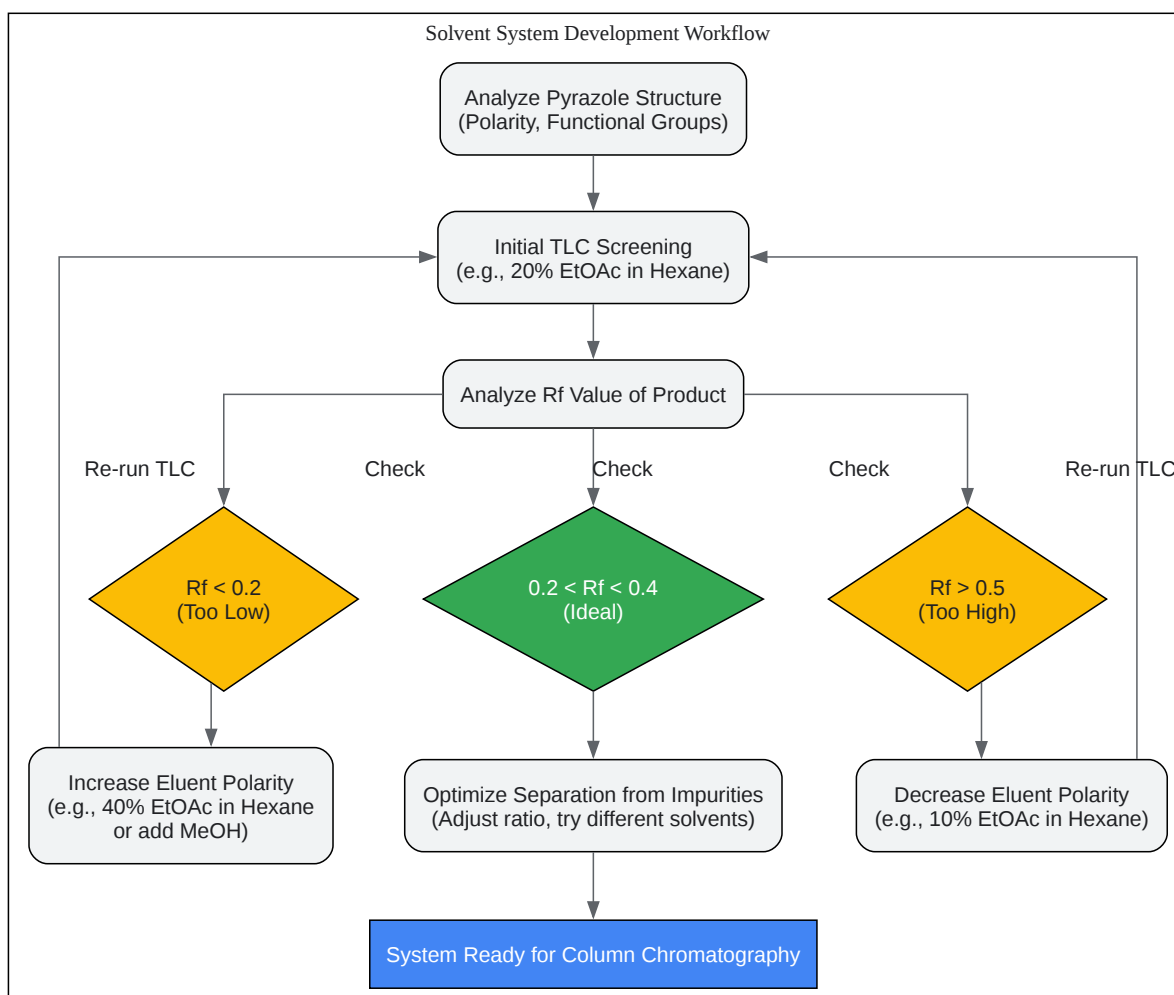 Solvent System Development Workflow
Analyze Pyrazole Structure
(Polarity, Functional Groups)
Initial TLC Screening
(e.g., 20% EtOAc in Hexane)
Analyze Rf Value of Product
Re-run TLC
Check
Check
Check
Re-run TLC
Rf < 0.2
(Too Low)
0.2 < Rf < 0.4
(Ideal)
Rf > 0.5
(Too High)
Increase Eluent Polarity
(e.g., 40% EtOAc in Hexane
or add MeOH)
Optimize Separation from Impurities
(Adjust ratio, try different solvents)
Decrease Eluent Polarity
(e.g., 10% EtOAc in Hexane)
System Ready for Column Chromatography